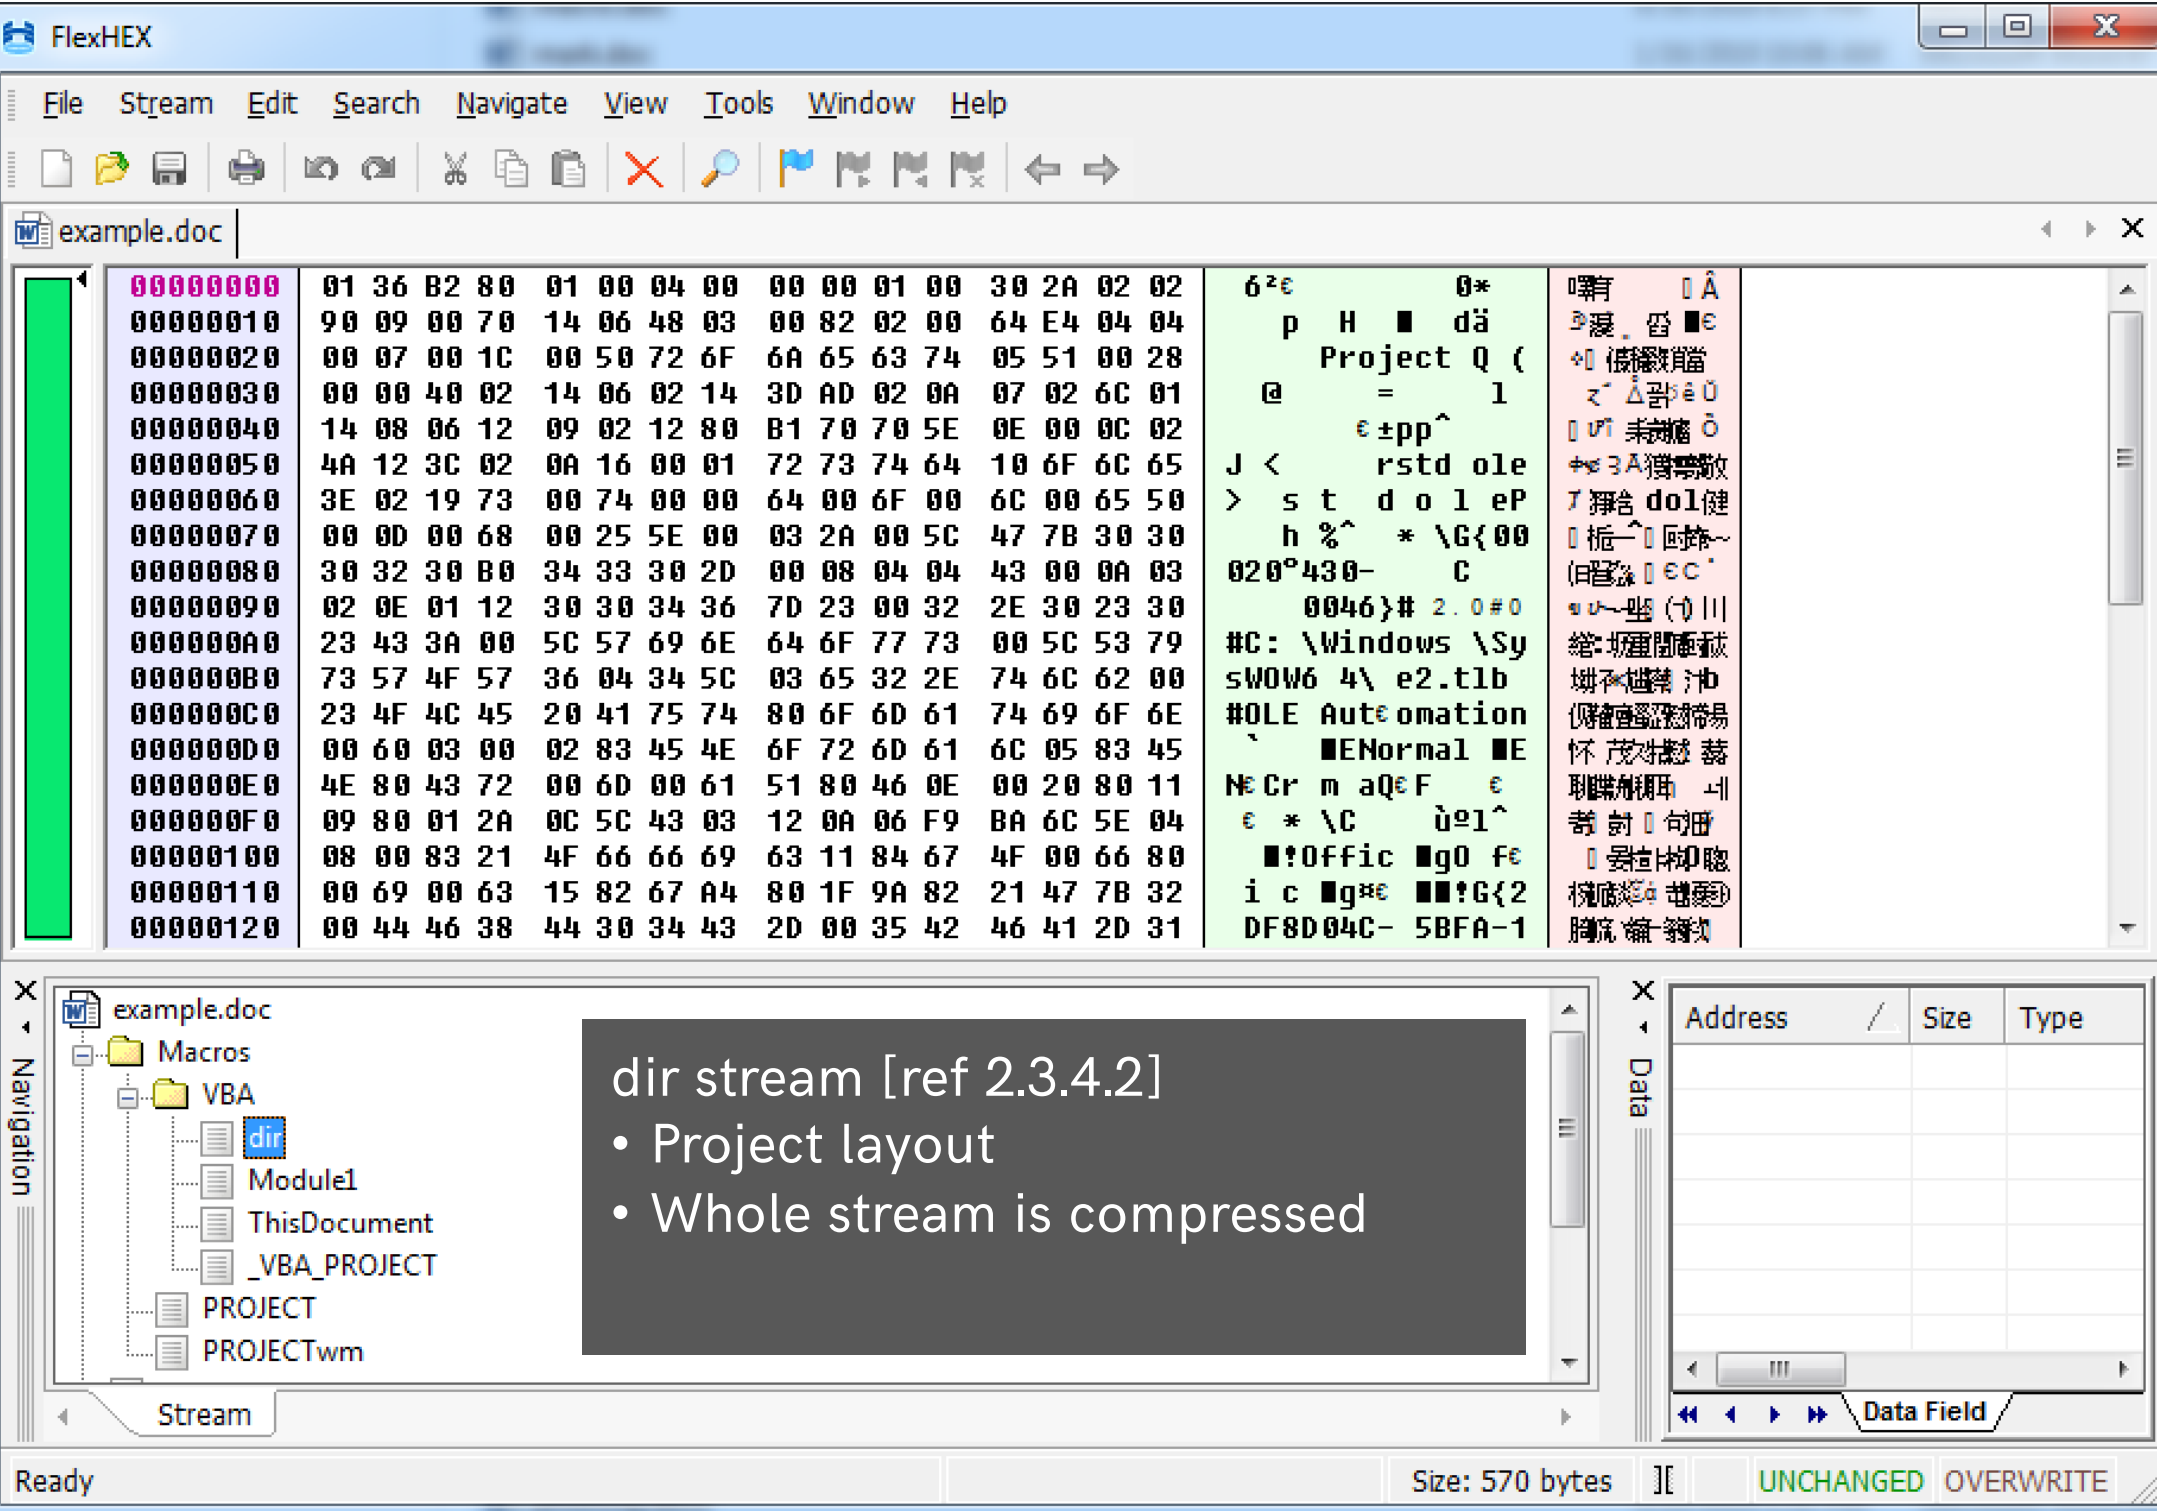 FlexHEX
File Stream Edit Search Navigate View Tools Window Help
example.doc
00000000 01 36 B2 80 01 00 04 00 00 00 01 00 30 2A 02 02 6²€ 0*
00000010 90 09 00 70 14 06 48 03 00 82 02 00 64 E4 04 04 p H ■ dä
00000020 00 07 00 1C 00 50 72 6F 6A 65 63 74 05 51 00 28 Project Q (
00000030 00 00 40 02 14 06 02 14 3D AD 02 0A 07 02 6C 01 @ = l
00000040 14 08 06 12 09 02 12 80 B1 70 70 5E 0E 00 0C 02 €±pp^
00000050 4A 12 3C 02 0A 16 00 01 72 73 74 64 10 6F 6C 65 J < rstd ole
00000060 3E 02 19 73 00 74 00 00 64 00 6F 00 6C 00 65 50 > s t d o l eP
00000070 00 0D 00 68 00 25 5E 00 03 2A 00 5C 47 7B 30 30 h %^ * \G{00
00000080 30 32 30 B0 34 33 30 2D 00 08 04 04 43 00 0A 03 020°430- C
00000090 02 0E 01 12 30 30 34 36 7D 23 00 32 2E 30 23 30 0046}# 2.0#0
000000A0 23 43 3A 00 5C 57 69 6E 64 6F 77 73 00 5C 53 79 #C: \Windows \Sy
000000B0 73 57 4F 57 36 04 34 5C 03 65 32 2E 74 6C 62 00 sWOW6 4\ e2.tlb
000000C0 23 4F 4C 45 20 41 75 74 80 6F 6D 61 74 69 6F 6E #OLE Aut€omation
000000D0 00 60 03 00 02 83 45 4E 6F 72 6D 61 6C 05 83 45 ` ■ENormal ■E
000000E0 4E 80 43 72 00 6D 00 61 51 80 46 0E 00 20 80 11 N€Cr m aQ€F €
000000F0 09 80 01 2A 0C 5C 43 03 12 0A 06 F9 BA 6C 5E 04 € * \C ùºl^
00000100 08 00 83 21 4F 66 66 69 63 11 84 67 4F 00 66 80 ■!Offic ■gO f€
00000110 00 69 00 63 15 82 67 A4 80 1F 9A 82 21 47 7B 32 i c ■g¤€ ■■!G{2
00000120 00 44 46 38 44 30 34 43 2D 00 35 42 46 41 2D 31 DF8D04C- 5BFA-1
Navigation
example.doc
Macros
VBA
dir
Module1
ThisDocument
_VBA_PROJECT
PROJECT
PROJECTwm
Stream
dir stream [ref 2.3.4.2]
• Project layout
• Whole stream is compressed
Data
Address Size Type
Data Field
Ready
Size: 570 bytes
UNCHANGED OVERWRITE